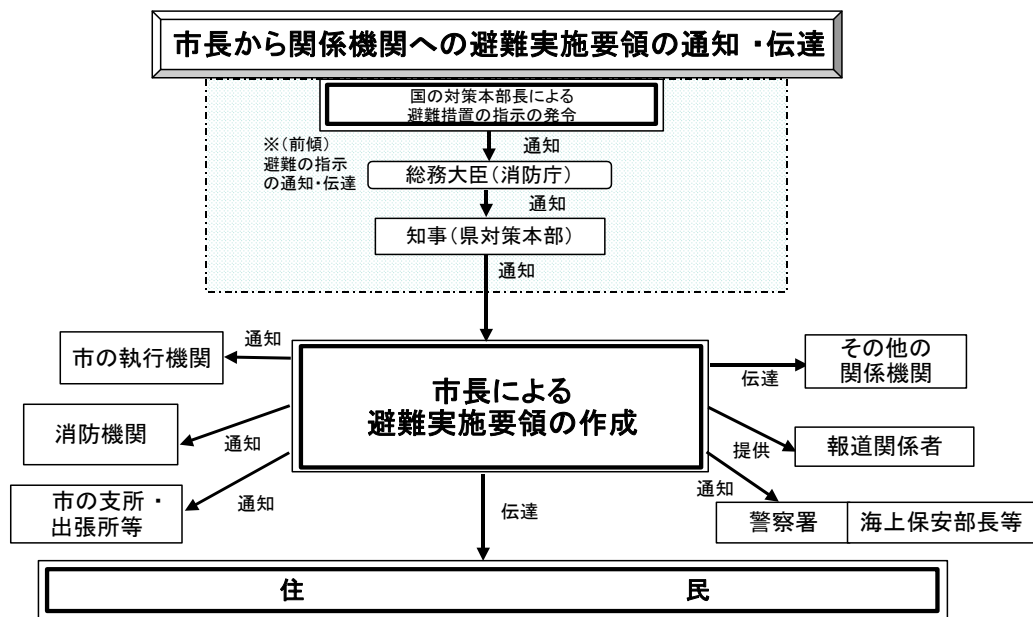 市長から関係機関への避難実施要領の通知・伝達
国の対策本部長による
避難措置の指示の発令
※(前傾)
避難の指示
の通知・伝達
通知
総務大臣(消防庁)
通知
知事(県対策本部)
通知
市の執行機関
通知
消防機関
通知
市の支所・
出張所等
通知
市長による
避難実施要領の作成
その他の
関係機関
伝達
報道関係者
提供
通知
警察署
海上保安部長等
伝達
住民